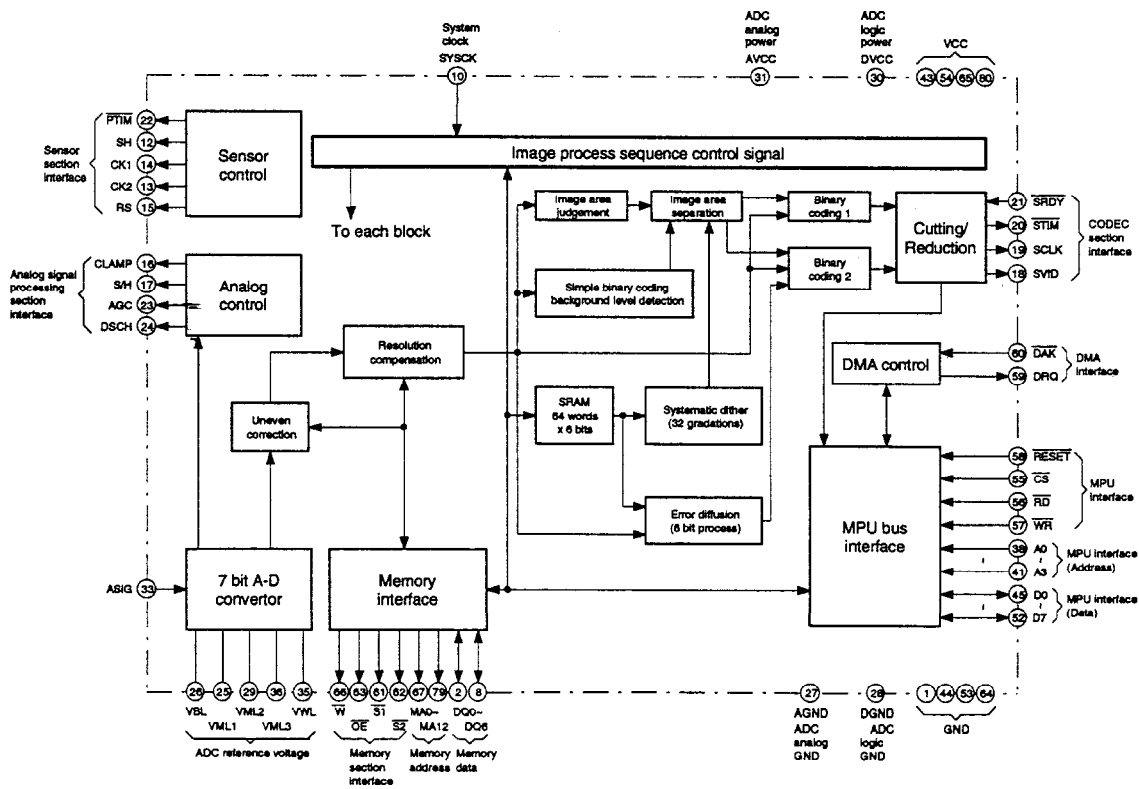 System
clock
SYSCK
10
ADC
analog
power
AVCC
31
ADC
logic
power
DVCC
30
VCC
43 54 65 80
Sensor
section
interface
PTIM 22
SH 12
CK1 14
CK2 13
RS 15
Sensor
control
Image process sequence control signal
To each block
Analog signal
processing
section
interface
CLAMP 16
S/H 17
AGC 23
DSCH 24
Analog
control
Image area
judgement
Image area
separation
Binary
coding 1
Binary
coding 2
Cutting/
Reduction
21 SRDY
20 STIM
19 SCLK
18 SVID
CODEC
section
interface
Simple binary coding
background level detection
Resolution
compensation
Uneven
correction
SRAM
64 words
x 6 bits
Systematic dither
(32 gradations)
Error diffusion
(6 bit process)
DMA control
60 DAK
59 DRQ
DMA
interface
MPU bus
interface
58 RESET
55 CS
56 RD
57 WR
MPU
interface
38 A0
41 A3
MPU interface
(Address)
45 D0
52 D7
MPU interface
(Data)
ASIG 33
7 bit A-D
convertor
Memory
interface
26 25 29 36 35
VBL VML2 VWL
VML1 VML3
ADC reference voltage
66 63 61 62 67 79 2 8
W S1 MA0~ DQ0~
OE S2 MA12 DQ6
Memory
section
interface
Memory
address
Memory
data
27
AGND
ADC
analog
GND
28
DGND
ADC
logic
GND
1 44 53 64
GND